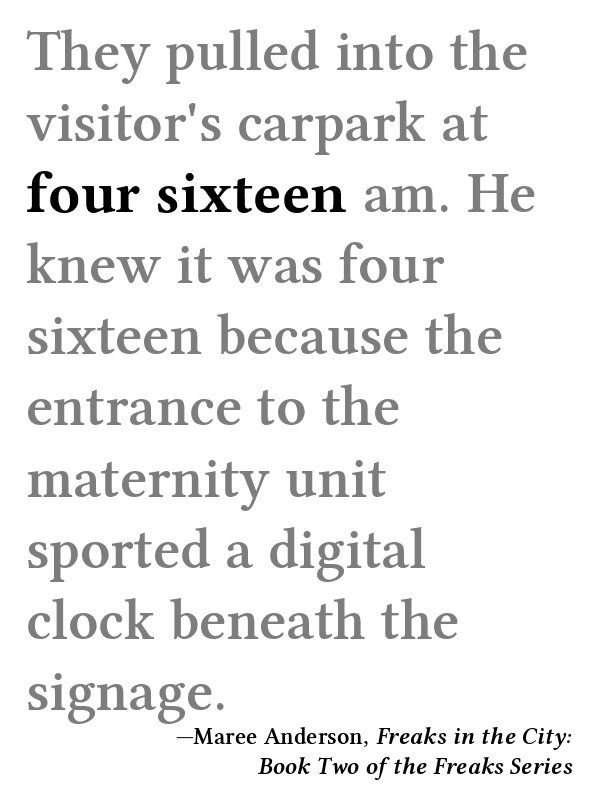 They pulled into the
visitor's carpark at
four sixteen am. He
knew it was four
sixteen because the
entrance to the
maternity unit
sported a digital
clock beneath the
signage.
—Maree Anderson, Freaks in the City:
Book Two of the Freaks Series